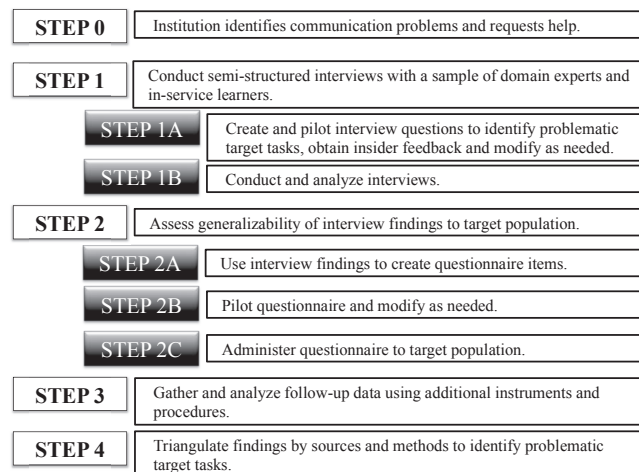 STEP 0
Institution identifies communication problems and requests help.
STEP 1
Conduct semi-structured interviews with a sample of domain experts and
in-service learners.
STEP 1A
Create and pilot interview questions to identify problematic
target tasks, obtain insider feedback and modify as needed.
STEP 1B
Conduct and analyze interviews.
STEP 2
Assess generalizability of interview findings to target population.
STEP 2A
Use interview findings to create questionnaire items.
STEP 2B
Pilot questionnaire and modify as needed.
STEP 2C
Administer questionnaire to target population.
STEP 3
Gather and analyze follow-up data using additional instruments and
procedures.
STEP 4
Triangulate findings by sources and methods to identify problematic
target tasks.